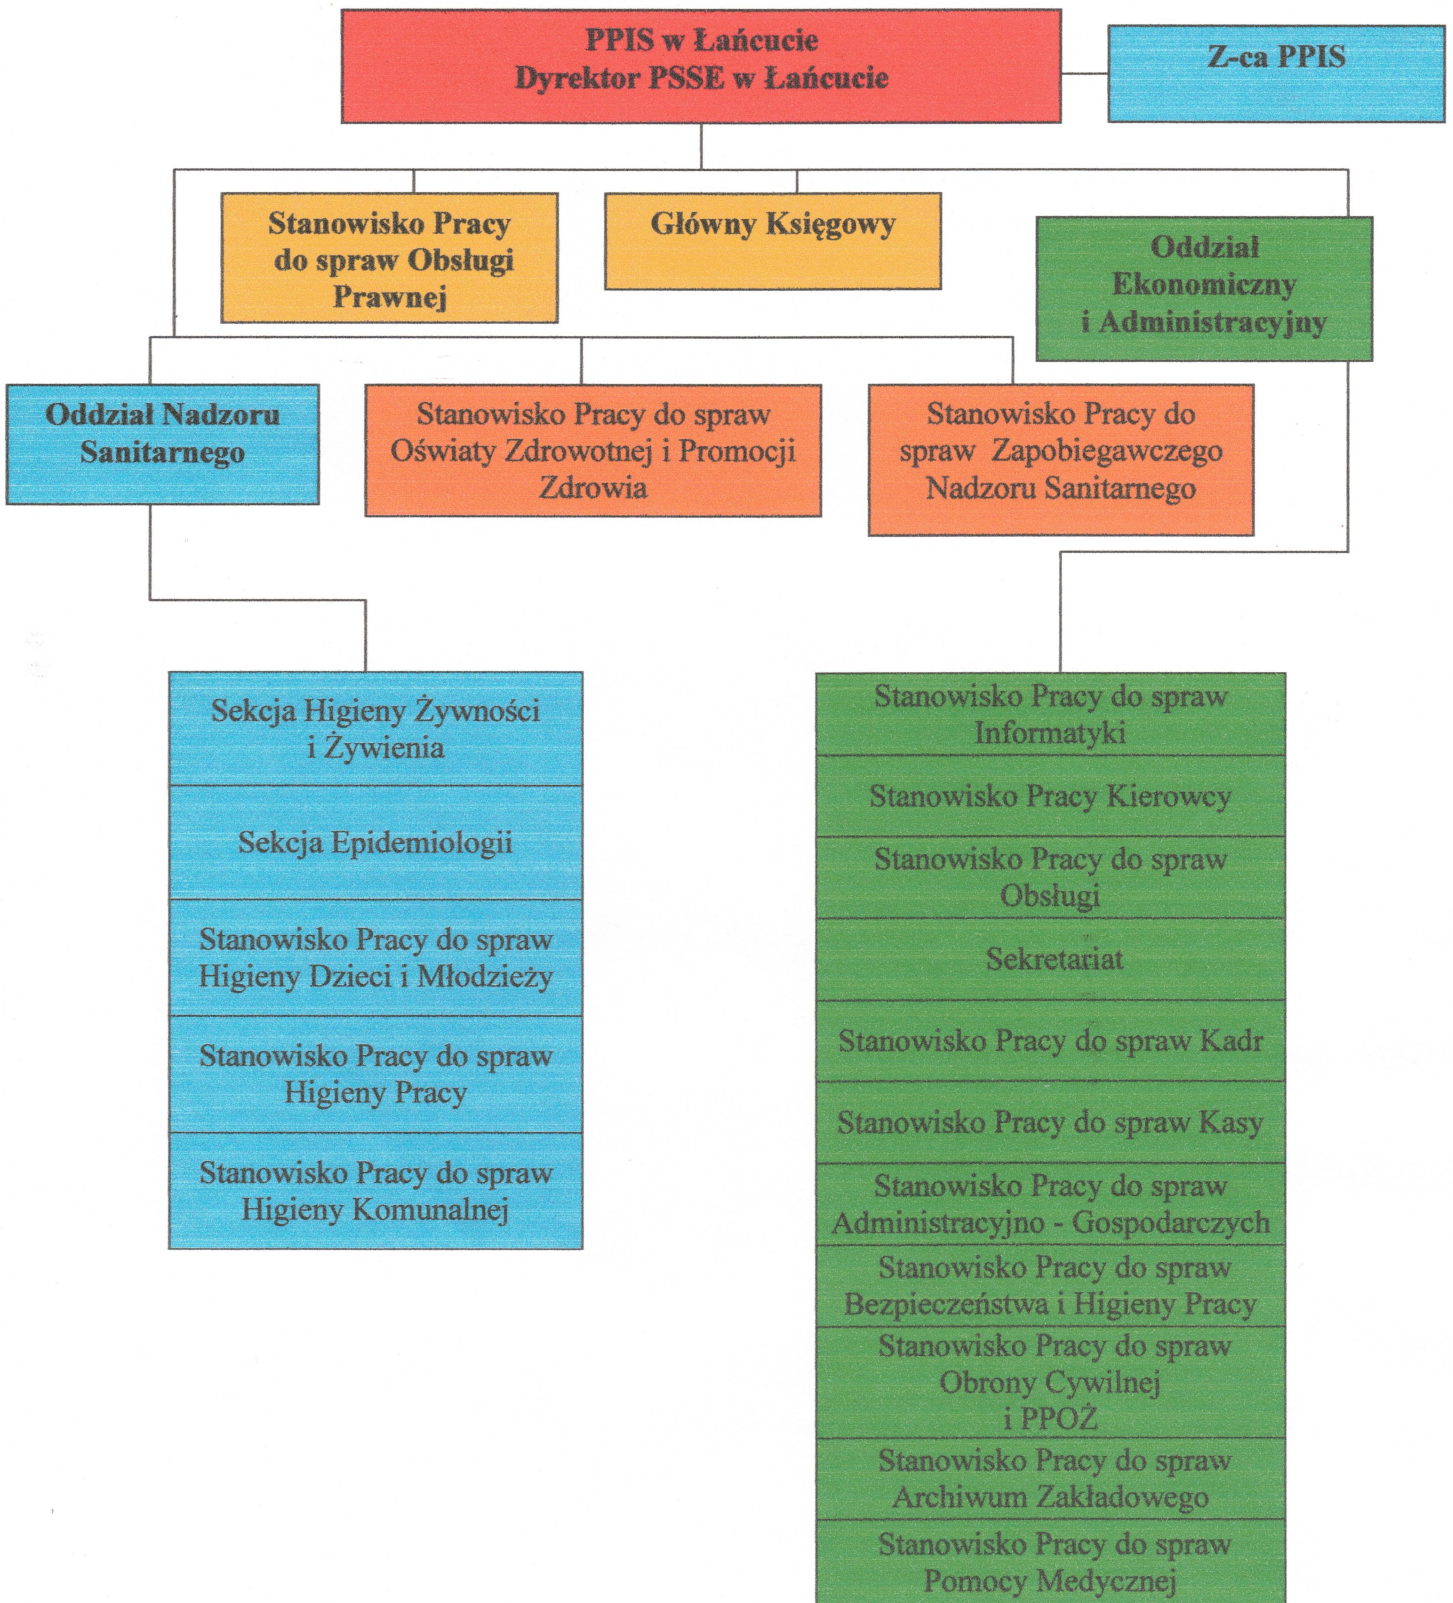 PPIS w Łańcucie
Dyrektor PSSE w Łańcucie
Z-ca PPIS
Stanowisko Pracy
do spraw Obsługi
Prawnej
Główny Księgowy
Oddział
Ekonomiczny
i Administracyjny
Oddział Nadzoru
Sanitarnego
Stanowisko Pracy do spraw
Oświaty Zdrowotnej i Promocji
Zdrowia
Stanowisko Pracy do
spraw Zapobiegawczego
Nadzoru Sanitarnego
Sekcja Higieny Żywności
i Żywienia
Sekcja Epidemiologii
Stanowisko Pracy do spraw
Higieny Dzieci i Młodzieży
Stanowisko Pracy do spraw
Higieny Pracy
Stanowisko Pracy do spraw
Higieny Komunalnej
Stanowisko Pracy do spraw
Informatyki
Stanowisko Pracy Kierowcy
Stanowisko Pracy do spraw
Obsługi
Sekretariat
Stanowisko Pracy do spraw Kadr
Stanowisko Pracy do spraw Kasy
Stanowisko Pracy do spraw
Administracyjno - Gospodarczych
Stanowisko Pracy do spraw
Bezpieczeństwa i Higieny Pracy
Stanowisko Pracy do spraw
Obrony Cywilnej
i PPOŻ
Stanowisko Pracy do spraw
Archiwum Zakładowego
Stanowisko Pracy do spraw
Pomocy Medycznej